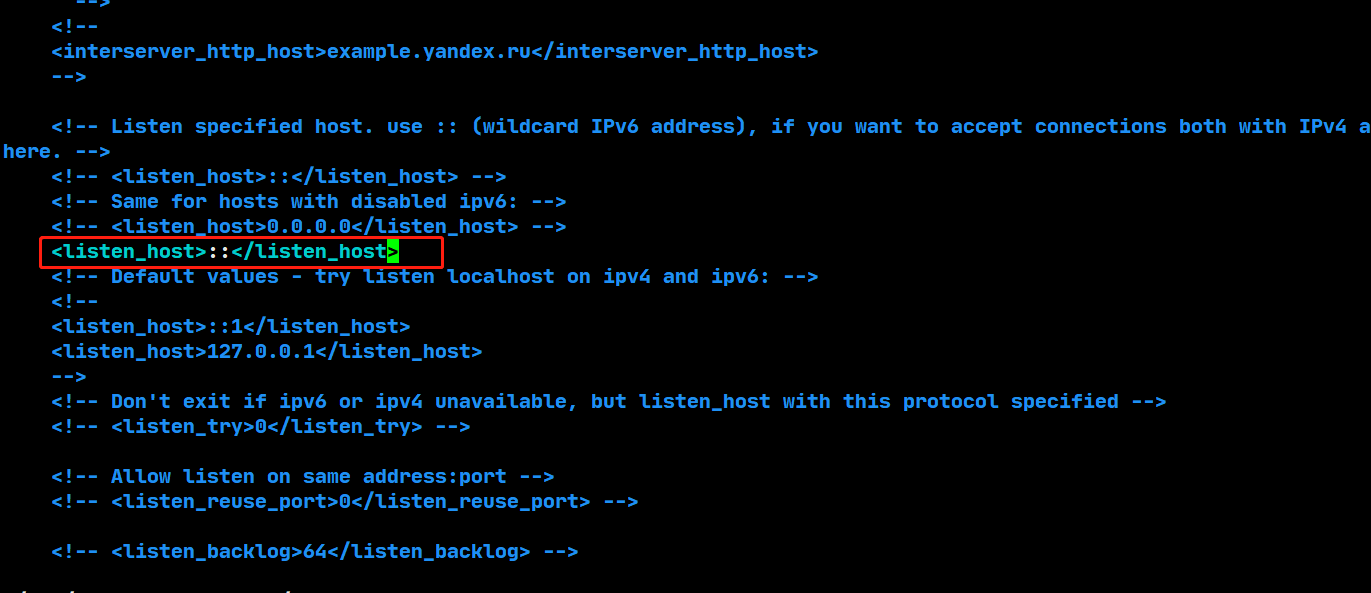 -->
<!--
<interserver_http_host>example.yandex.ru</interserver_http_host>
-->
<!-- Listen specified host. use :: (wildcard IPv6 address), if you want to accept connections both with IPv4 a
here. -->
<!-- <listen_host>::</listen_host> -->
<!-- Same for hosts with disabled ipv6: -->
<!-- <listen_host>0.0.0.0</listen_host> -->
<listen_host>::</listen_host>
<!-- Default values - try listen localhost on ipv4 and ipv6: -->
<!--
<listen_host>::1</listen_host>
<listen_host>127.0.0.1</listen_host>
-->
<!-- Don't exit if ipv6 or ipv4 unavailable, but listen_host with this protocol specified -->
<!-- <listen_try>0</listen_try> -->
<!-- Allow listen on same address:port -->
<!-- <listen_reuse_port>0</listen_reuse_port> -->
<!-- <listen_backlog>64</listen_backlog> -->